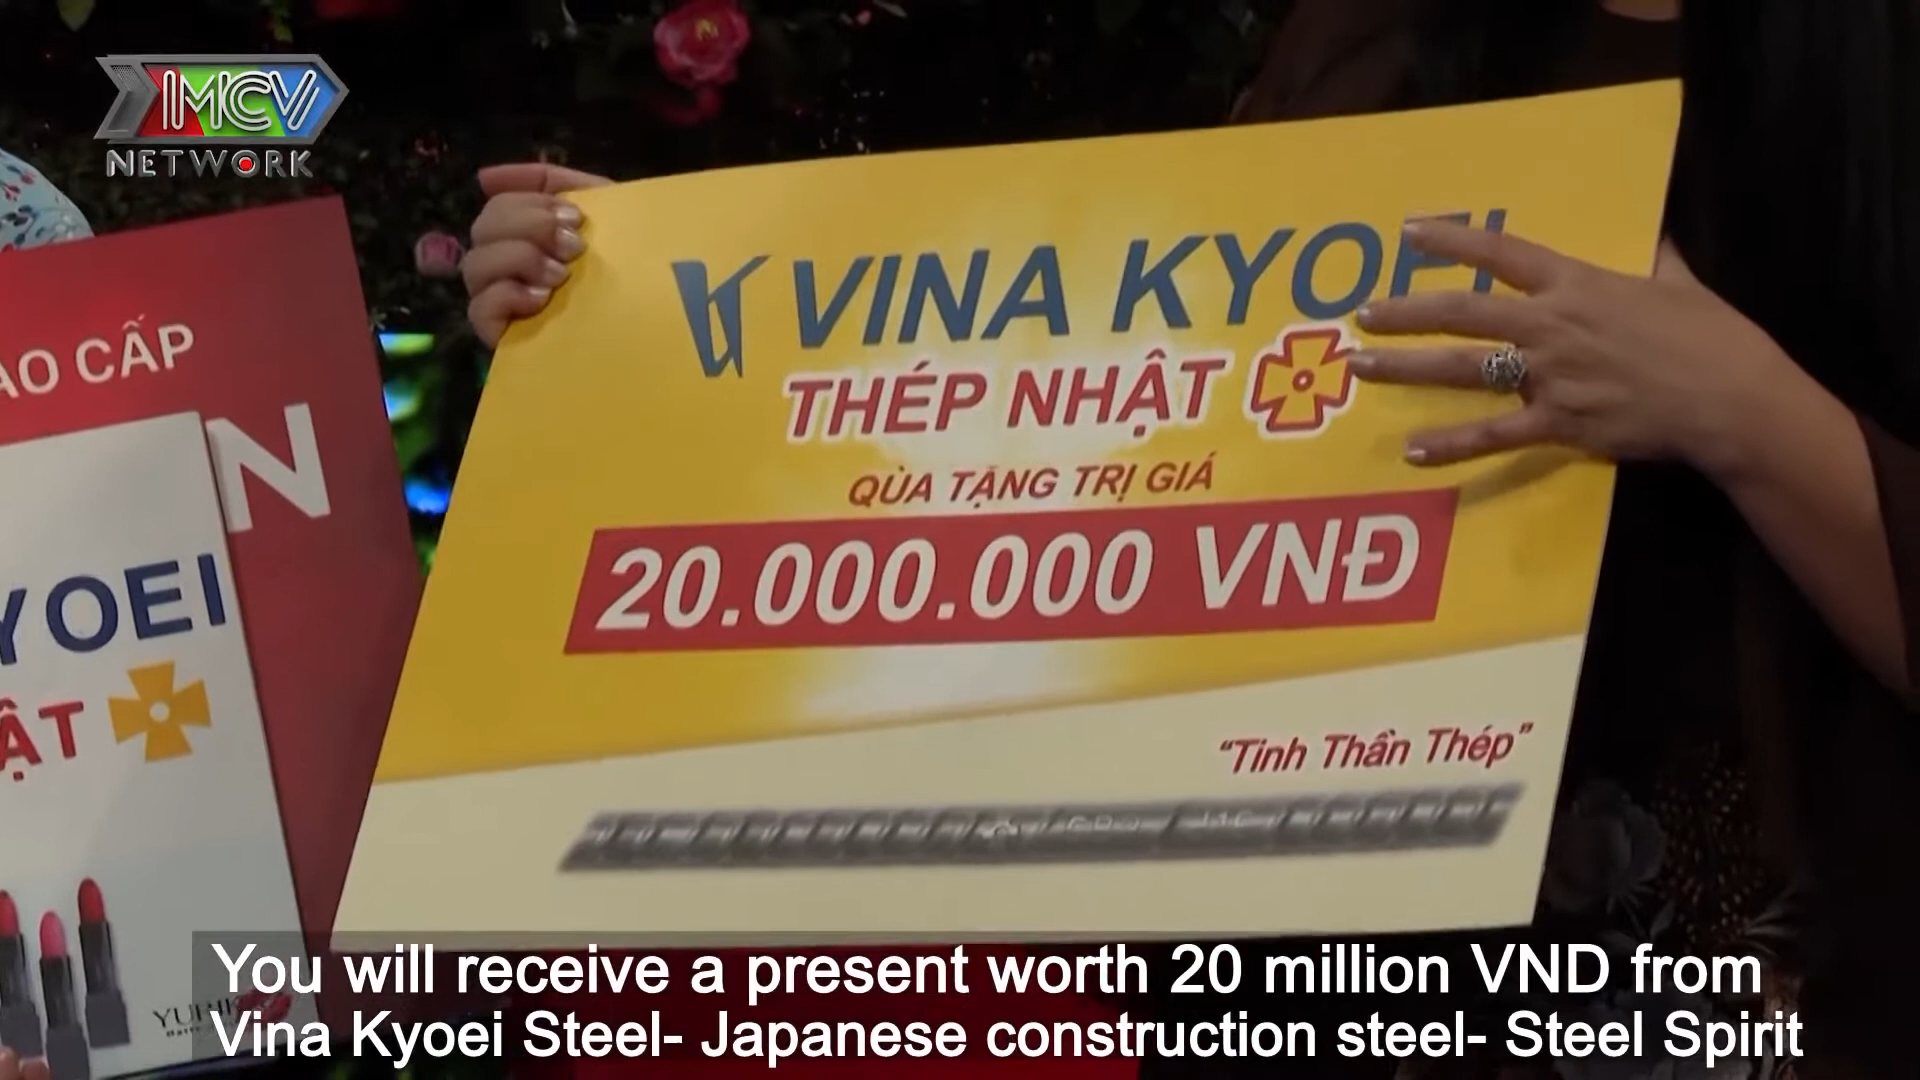 MCV
NETWORK
VINA KYOEI
THÉP NHẬT
QÙA TẶNG TRỊ GIÁ
20.000.000 VNĐ
“Tinh Thần Thép”
AO CẤP
N
YOEI
ẬT
You will receive a present worth 20 million VND from
Vina Kyoei Steel- Japanese construction steel- Steel Spirit